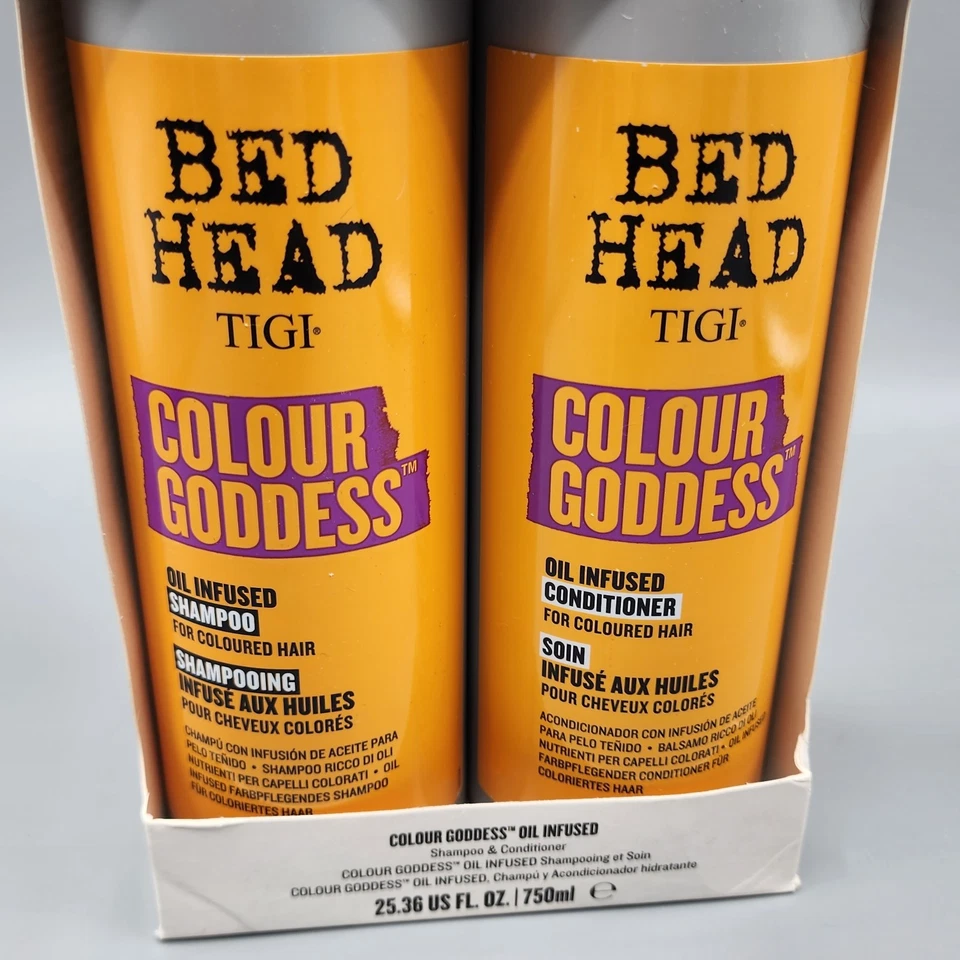 BED
HEAD
TIGI®
COLOUR
GODDESS™
OIL INFUSED
SHAMPOO
FOR COLOURED HAIR
SHAMPOOING
INFUSÉ AUX HUILES
POUR CHEVEUX COLORÉS
CHAMPÚ CON INFUSIÓN DE ACEITE PARA
PELO TEÑIDO • SHAMPOO RICCO DI OLI
NUTRIENTI PER CAPELLI COLORATI • OIL
INFUSED FARBPFLEGENDES SHAMPOO
FÜR COLORIERTES HAAR
BED
HEAD
TIGI®
COLOUR
GODDESS™
OIL INFUSED
CONDITIONER
FOR COLOURED HAIR
SOIN
INFUSÉ AUX HUILES
POUR CHEVEUX COLORÉS
ACONDICIONADOR CON INFUSIÓN DE ACEITE
PARA PELO TEÑIDO • BALSAMO RICCO DI OLI
NUTRIENTI PER CAPELLI COLORATI • OIL INFUSED
FARBPFLEGENDER CONDITIONER FÜR
COLORIERTES HAAR
COLOUR GODDESS™ OIL INFUSED
Shampoo & Conditioner
COLOUR GODDESS™ OIL INFUSED Shampooing et Soin
COLOUR GODDESS™ OIL INFUSED, Champú y Acondicionador hidratante
25.36 US FL. OZ. | 750ml ℮